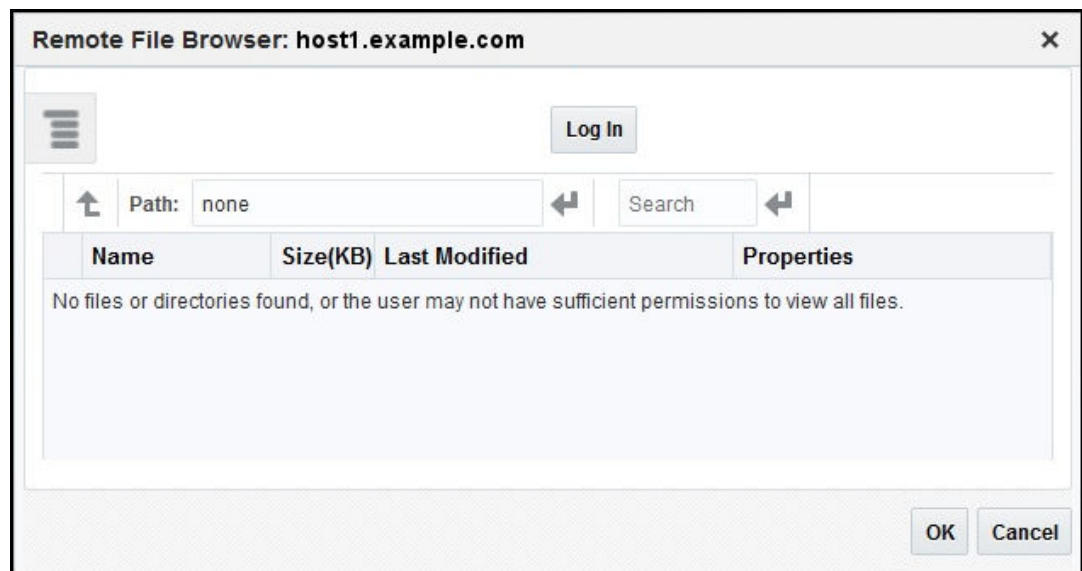 Remote File Browser: host1.example.com
Log In
Path: none Search
Name Size(KB) Last Modified Properties
No files or directories found, or the user may not have sufficient permissions to view all files.
OK Cancel